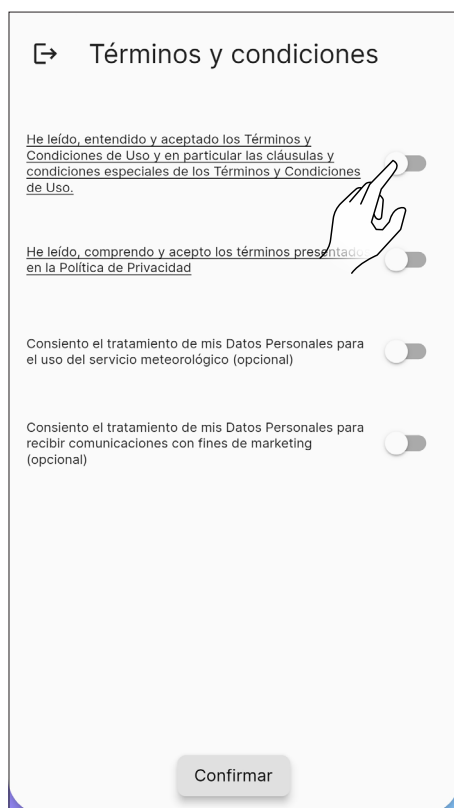 Términos y condiciones
He leído, entendido y aceptado los Términos y
Condiciones de Uso y en particular las cláusulas y
condiciones especiales de los Términos y Condiciones
de Uso.
He leído, comprendo y acepto los términos presentado
en la Política de Privacidad
Consiento el tratamiento de mis Datos Personales para
el uso del servicio meteorológico (opcional)
Consiento el tratamiento de mis Datos Personales para
recibir comunicaciones con fines de marketing
(opcional)
Confirmar